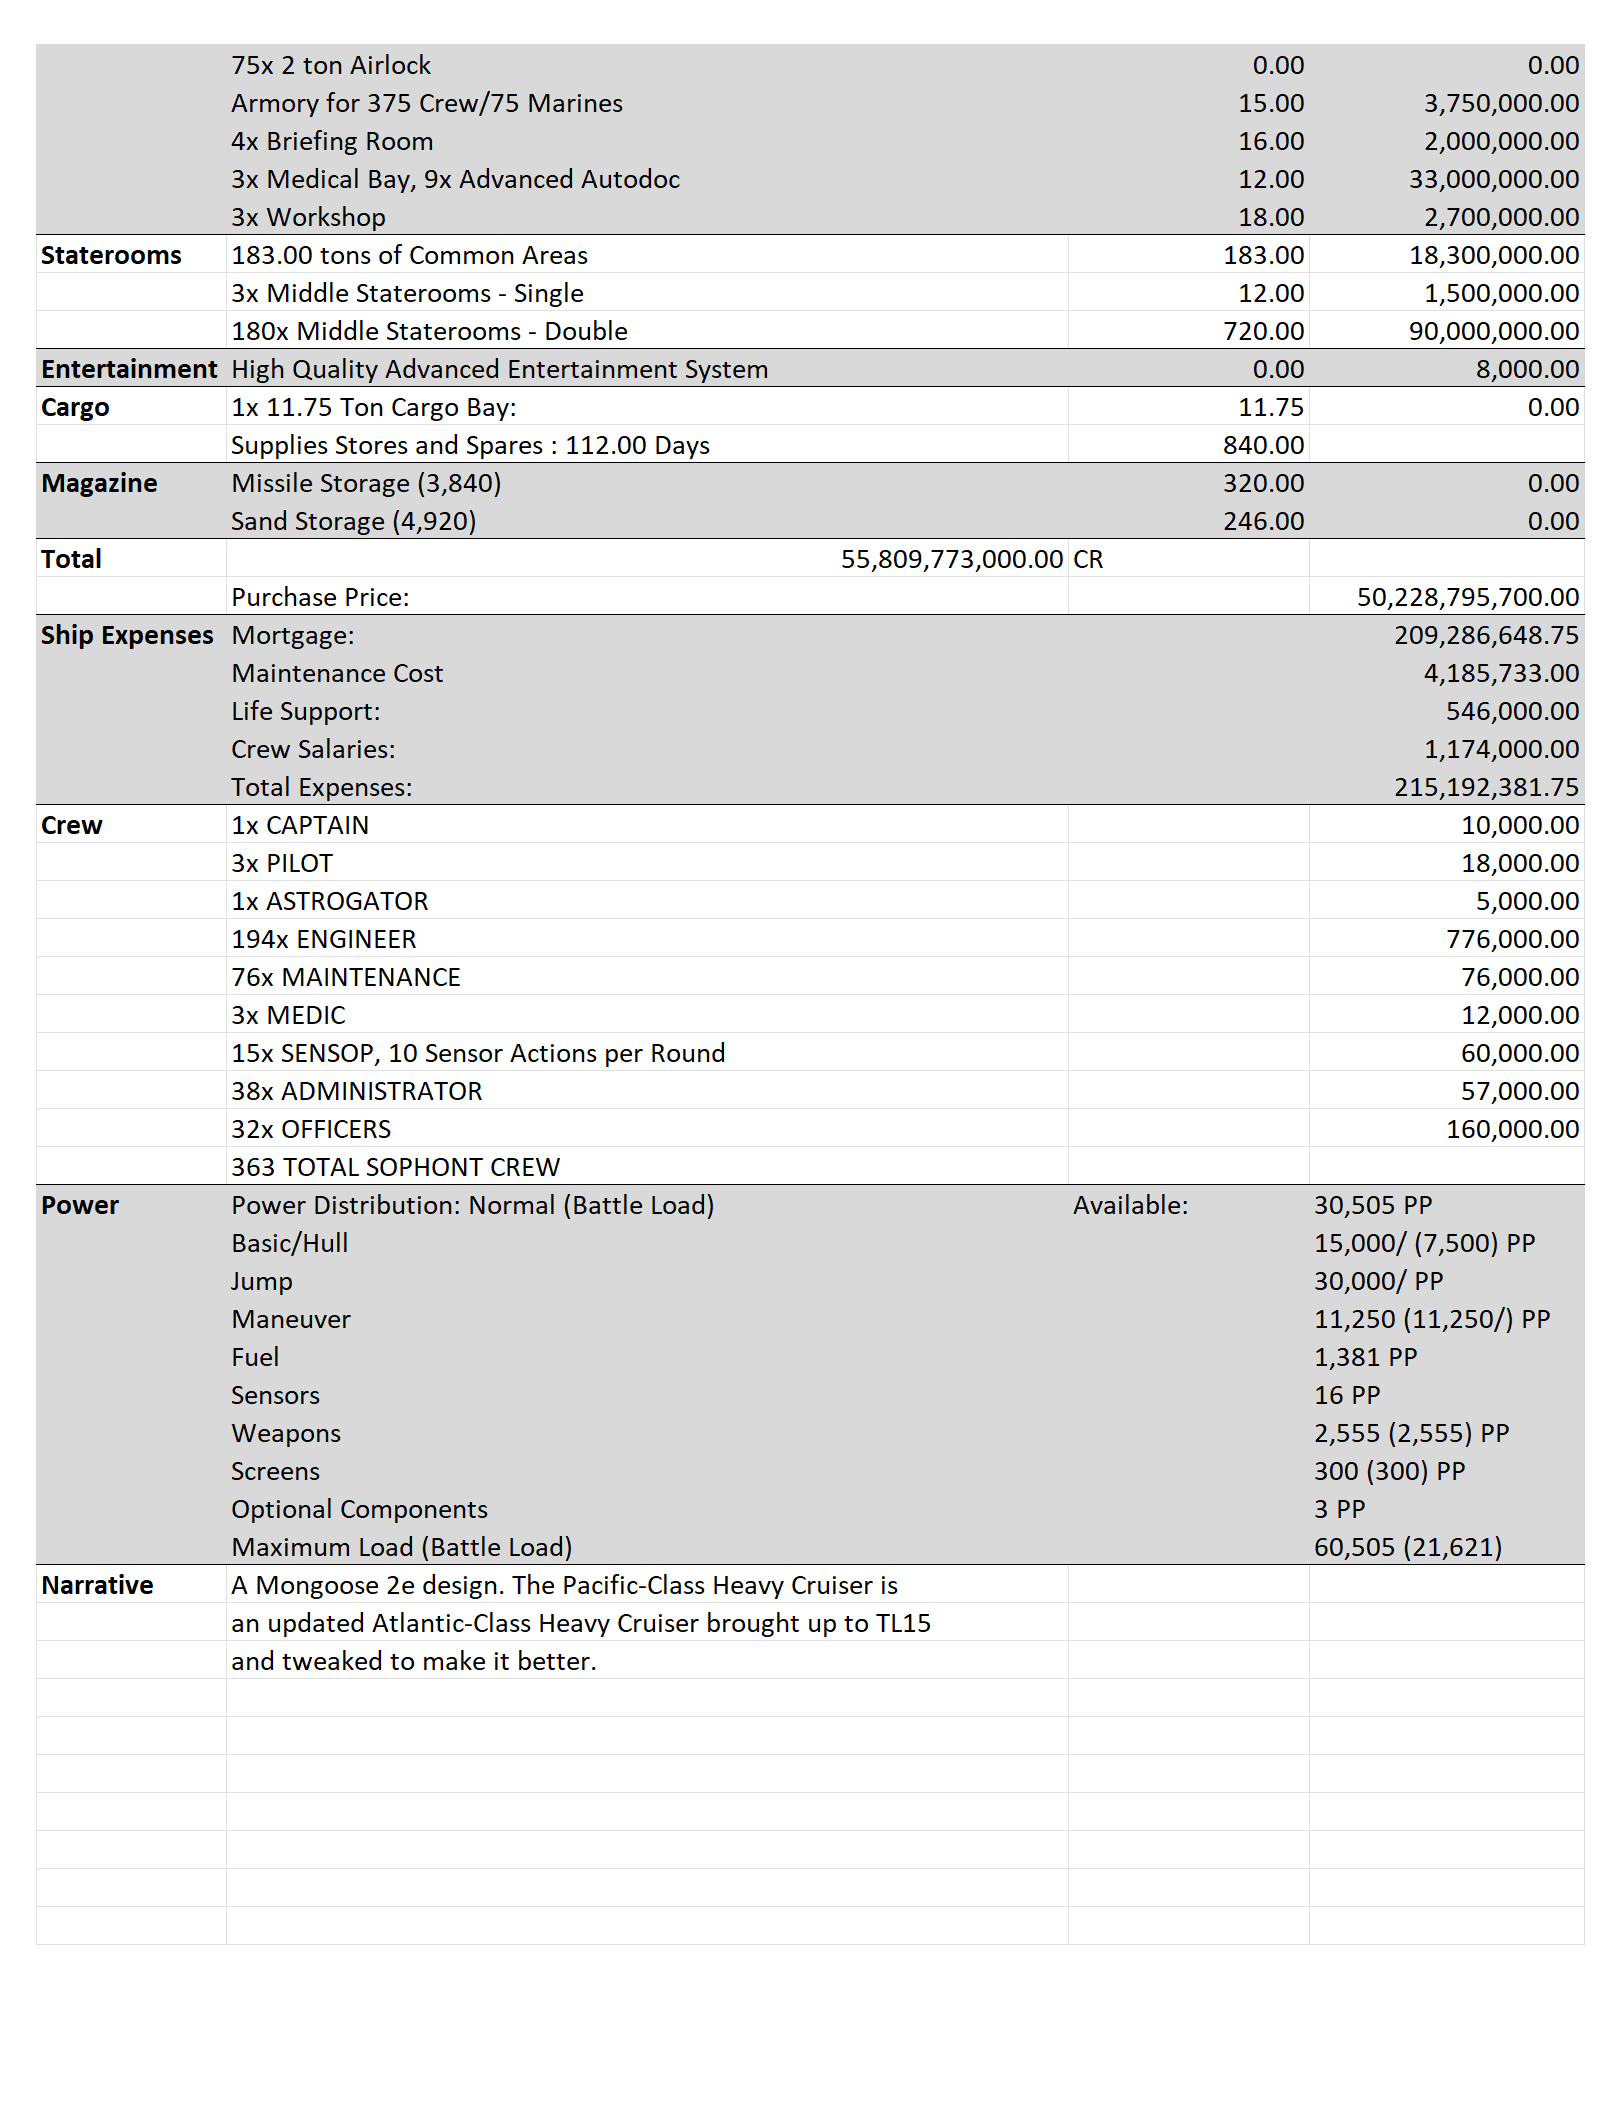 75x 2 ton Airlock 0.00 0.00
Armory for 375 Crew/75 Marines 15.00 3,750,000.00
4x Briefing Room 16.00 2,000,000.00
3x Medical Bay, 9x Advanced Autodoc 12.00 33,000,000.00
3x Workshop 18.00 2,700,000.00
Staterooms 183.00 tons of Common Areas 183.00 18,300,000.00
3x Middle Staterooms - Single 12.00 1,500,000.00
180x Middle Staterooms - Double 720.00 90,000,000.00
Entertainment High Quality Advanced Entertainment System 0.00 8,000.00
Cargo 1x 11.75 Ton Cargo Bay: 11.75 0.00
Supplies Stores and Spares : 112.00 Days 840.00
Magazine Missile Storage (3,840) 320.00 0.00
Sand Storage (4,920) 246.00 0.00
Total 55,809,773,000.00 CR
Purchase Price: 50,228,795,700.00
Ship Expenses Mortgage: 209,286,648.75
Maintenance Cost 4,185,733.00
Life Support: 546,000.00
Crew Salaries: 1,174,000.00
Total Expenses: 215,192,381.75
Crew 1x CAPTAIN 10,000.00
3x PILOT 18,000.00
1x ASTROGATOR 5,000.00
194x ENGINEER 776,000.00
76x MAINTENANCE 76,000.00
3x MEDIC 12,000.00
15x SENSOP, 10 Sensor Actions per Round 60,000.00
38x ADMINISTRATOR 57,000.00
32x OFFICERS 160,000.00
363 TOTAL SOPHONT CREW
Power Power Distribution: Normal (Battle Load) Available: 30,505 PP
Basic/Hull 15,000/ (7,500) PP
Jump 30,000/ PP
Maneuver 11,250 (11,250/) PP
Fuel 1,381 PP
Sensors 16 PP
Weapons 2,555 (2,555) PP
Screens 300 (300) PP
Optional Components 3 PP
Maximum Load (Battle Load) 60,505 (21,621)
Narrative A Mongoose 2e design. The Pacific-Class Heavy Cruiser is
an updated Atlantic-Class Heavy Cruiser brought up to TL15
and tweaked to make it better.